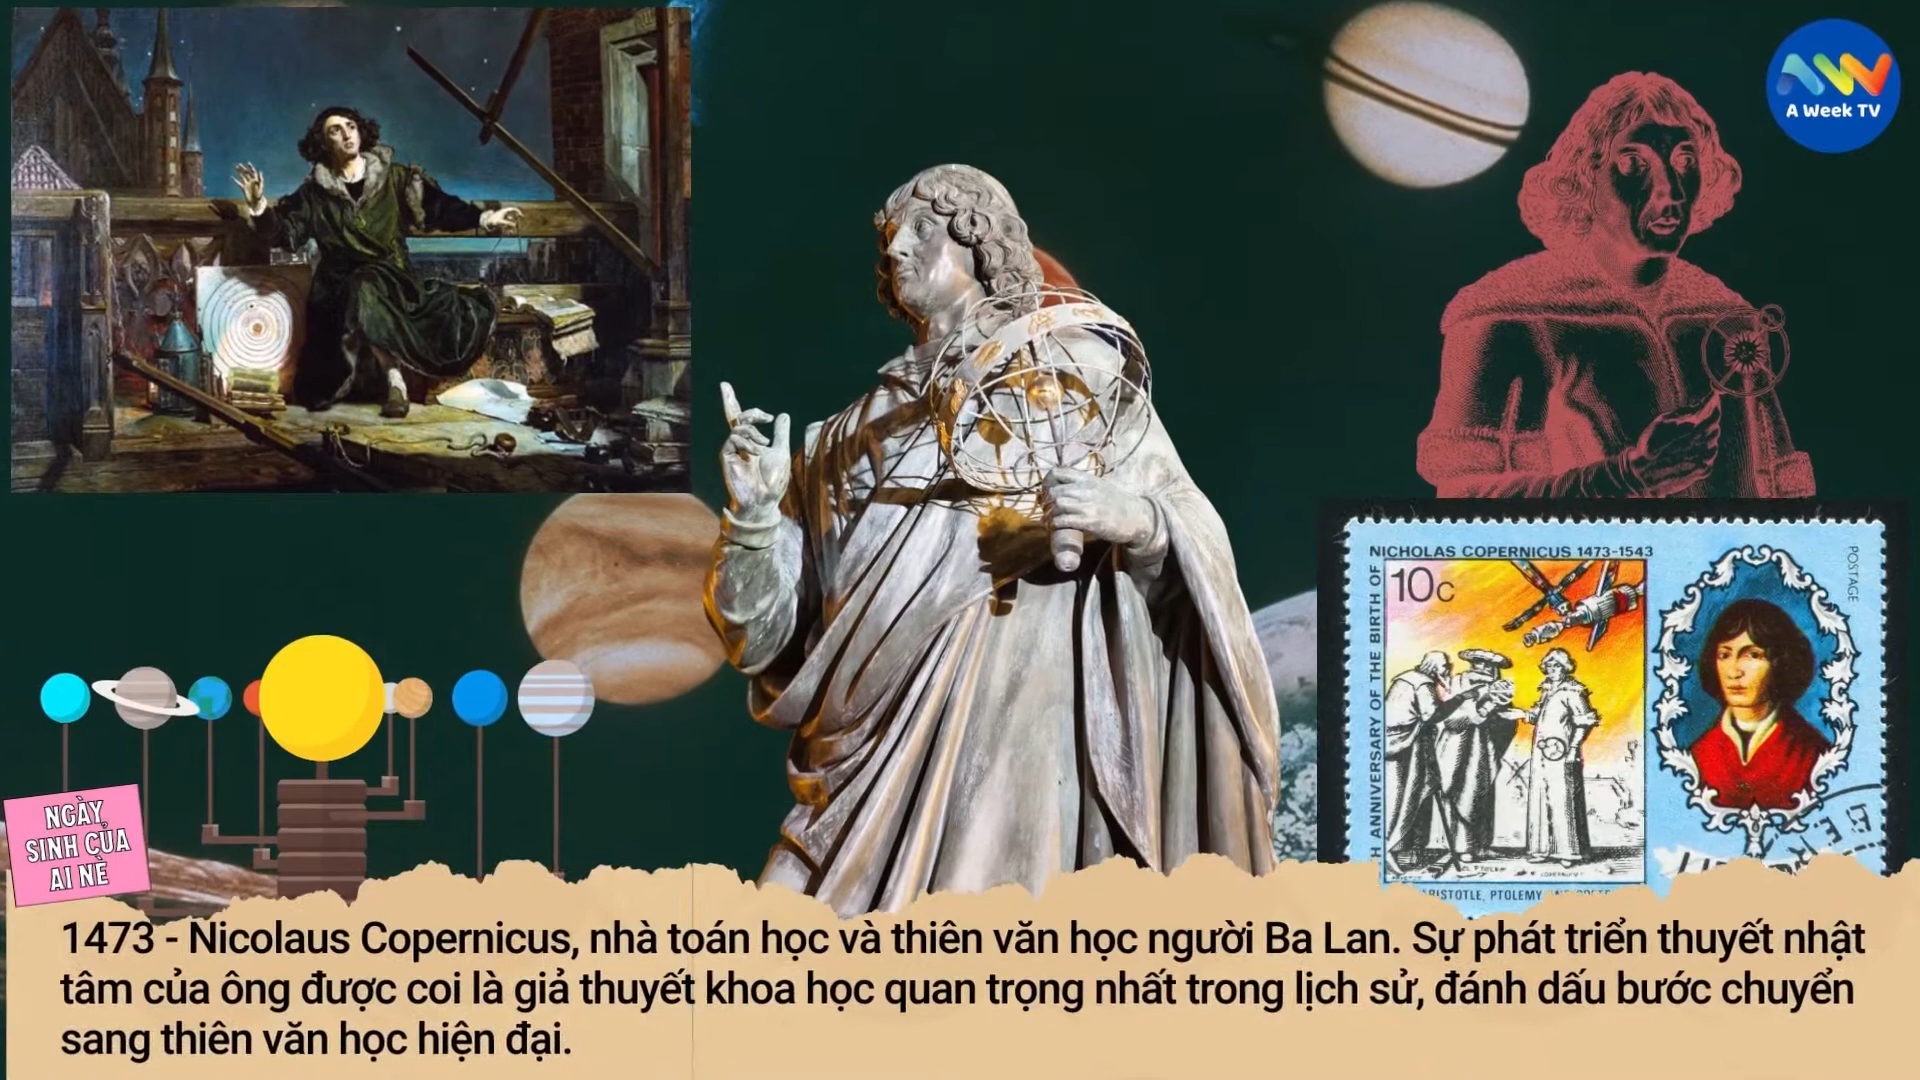 A Week TV
NICHOLAS COPERNICUS 1473-1543
POSTAGE
10c
ANNIVERSARY OF THE BIRTH OF
ARISTOTLE, PTOLEMY
NGÀY
SINH CỦA
AI NÈ
1473 - Nicolaus Copernicus, nhà toán học và thiên văn học người Ba Lan. Sự phát triển thuyết nhật
tâm của ông được coi là giả thuyết khoa học quan trọng nhất trong lịch sử, đánh dấu bước chuyển
sang thiên văn học hiện đại.